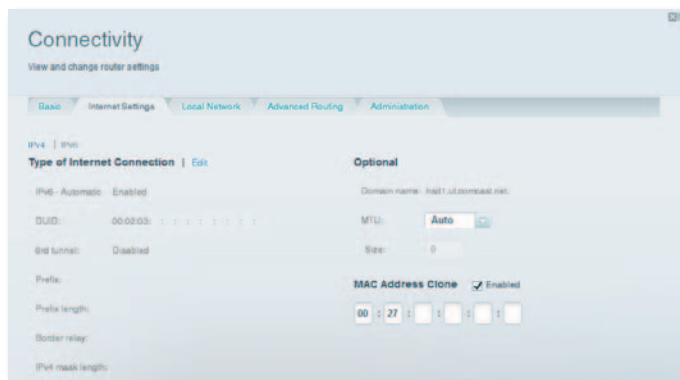 Connectivity
View and change router settings
Basic
Internet Settings
Local Network
Advanced Routing
Administration
IPv4 | IPv6
Type of Internet Connection | Edit
IPv6 - Automatic Enabled
DUID: 00:02:03: : : : : : : :
6rd tunnel: Disabled
Prefix:
Prefix length:
Border relay:
IPv4 mask length:
Optional
Domain name: hsd1.ut.comcast.net.
MTU: Auto
Size: 0
MAC Address Clone Enabled
00 : 27 : : : :